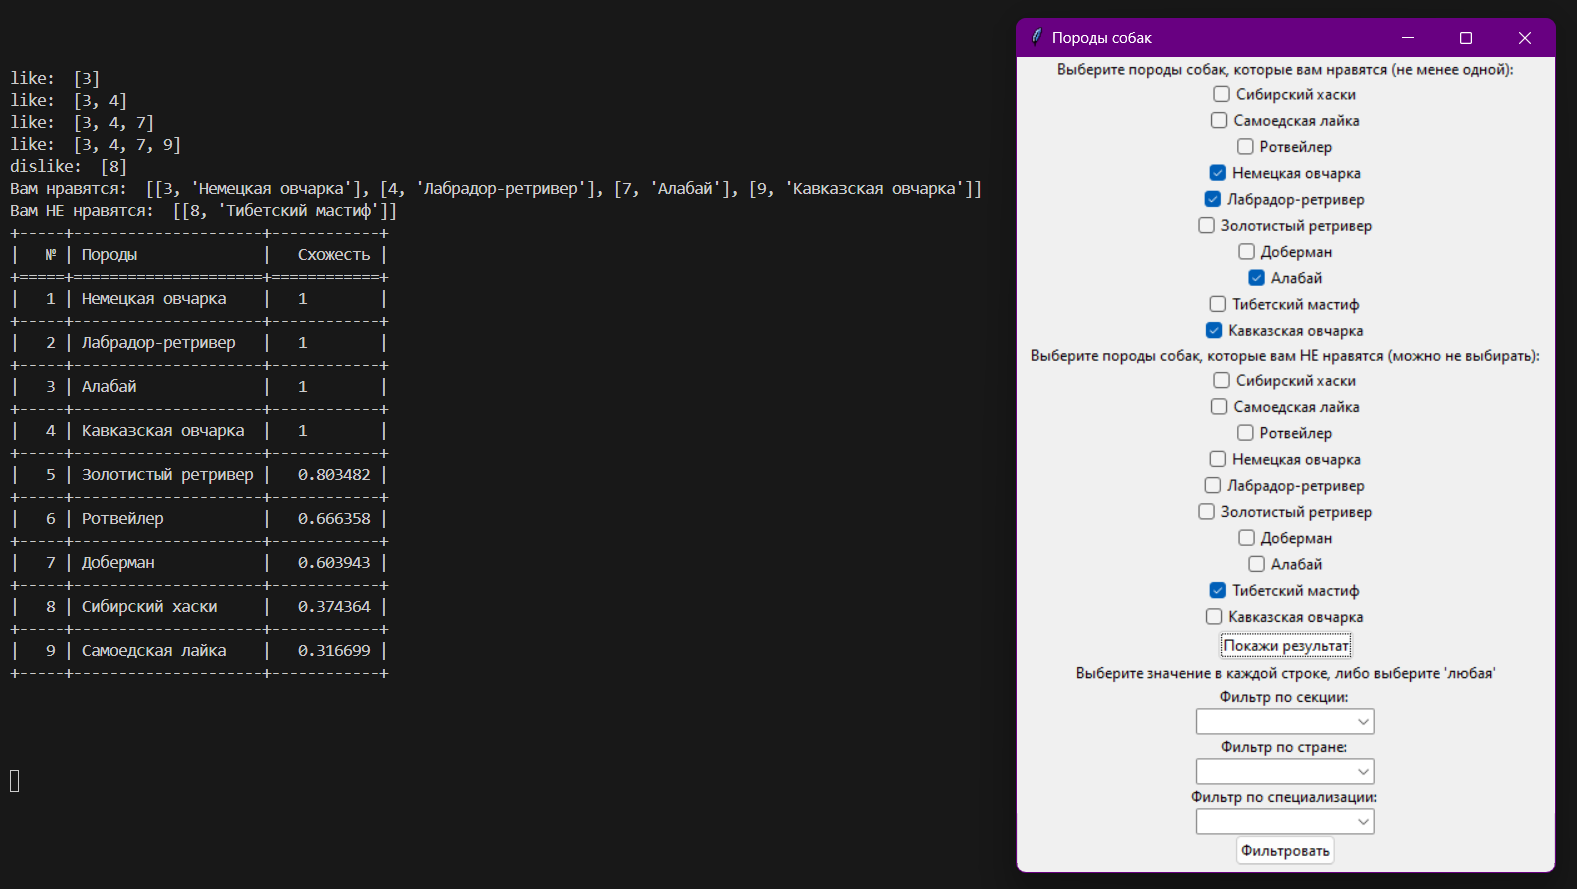 like:  [3]
like:  [3, 4]
like:  [3, 4, 7]
like:  [3, 4, 7, 9]
dislike:  [8]
Вам нравятся:  [[3, 'Немецкая овчарка'], [4, 'Лабрадор-ретривер'], [7, 'Алабай'], [9, 'Кавказская овчарка']]
Вам НЕ нравятся:  [[8, 'Тибетский мастиф']]
+-----+---------------------+------------+
|   № | Породы              |   Схожесть |
+=====+=====================+============+
|   1 | Немецкая овчарка    |   1        |
+-----+---------------------+------------+
|   2 | Лабрадор-ретривер   |   1        |
+-----+---------------------+------------+
|   3 | Алабай              |   1        |
+-----+---------------------+------------+
|   4 | Кавказская овчарка  |   1        |
+-----+---------------------+------------+
|   5 | Золотистый ретривер |   0.803482 |
+-----+---------------------+------------+
|   6 | Ротвейлер           |   0.666358 |
+-----+---------------------+------------+
|   7 | Доберман            |   0.603943 |
+-----+---------------------+------------+
|   8 | Сибирский хаски     |   0.374364 |
+-----+---------------------+------------+
|   9 | Самоедская лайка    |   0.316699 |
+-----+---------------------+------------+
Породы собак
Выберите породы собак, которые вам нравятся (не менее одной):
Сибирский хаски
Самоедская лайка
Ротвейлер
Немецкая овчарка
Лабрадор-ретривер
Золотистый ретривер
Доберман
Алабай
Тибетский мастиф
Кавказская овчарка
Выберите породы собак, которые вам НЕ нравятся (можно не выбирать):
Сибирский хаски
Самоедская лайка
Ротвейлер
Немецкая овчарка
Лабрадор-ретривер
Золотистый ретривер
Доберман
Алабай
Тибетский мастиф
Кавказская овчарка
Покажи результат
Выберите значение в каждой строке, либо выберите 'любая'
Фильтр по секции:
Фильтр по стране:
Фильтр по специализации:
Фильтровать